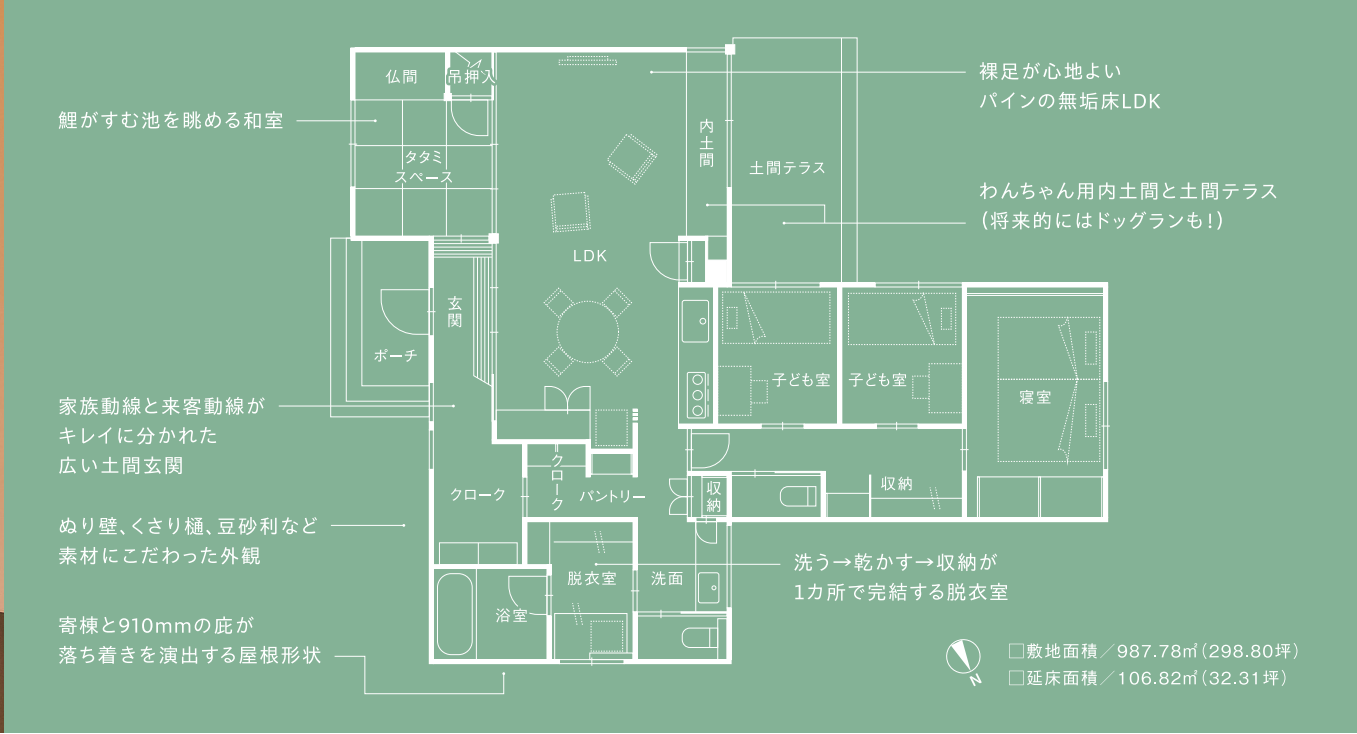 鯉がすむ池を眺める和室
裸足が心地よい
パインの無垢床LDK
わんちゃん用内土間と土間テラス
(将来的にはドッグランも!)
家族動線と来客動線が
キレイに分かれた
広い土間玄関
ぬり壁、くさり樋、豆砂利など
素材にこだわった外観
寄棟と910mmの庇が
落ち着きを演出する屋根形状
洗う→乾かす→収納が
1カ所で完結する脱衣室
仏間
吊押入
タタミ
スペース
内土間
土間テラス
LDK
玄関
ポーチ
子ども室
子ども室
寝室
クローク
クローク
パントリー
収納
収納
脱衣室
洗面
浴室
N
□敷地面積／987.78㎡(298.80坪)
□延床面積／106.82㎡(32.31坪)